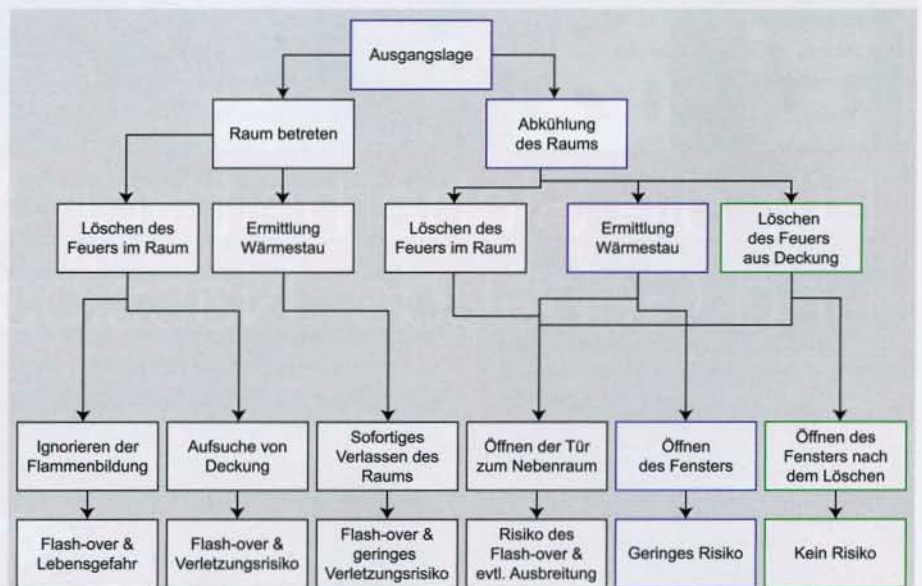 Ausgangslage
Raum betreten
Abkühlung
des Raums
Löschen des
Feuers im Raum
Ermittlung
Wärmestau
Löschen des
Feuers im Raum
Ermittlung
Wärmestau
Löschen
des Feuers
aus Deckung
Ignorieren der
Flammenbildung
Aufsuche von
Deckung
Sofortiges
Verlassen des
Raums
Öffnen der Tür
zum Nebenraum
Öffnen
des Fensters
Öffnen des
Fensters nach
dem Löschen
Flash-over &
Lebensgefahr
Flash-over &
Verletzungsrisiko
Flash-over &
geringes
Verletzungsrisiko
Risiko des
Flash-over &
evtl. Ausbreitung
Geringes Risiko
Kein Risiko